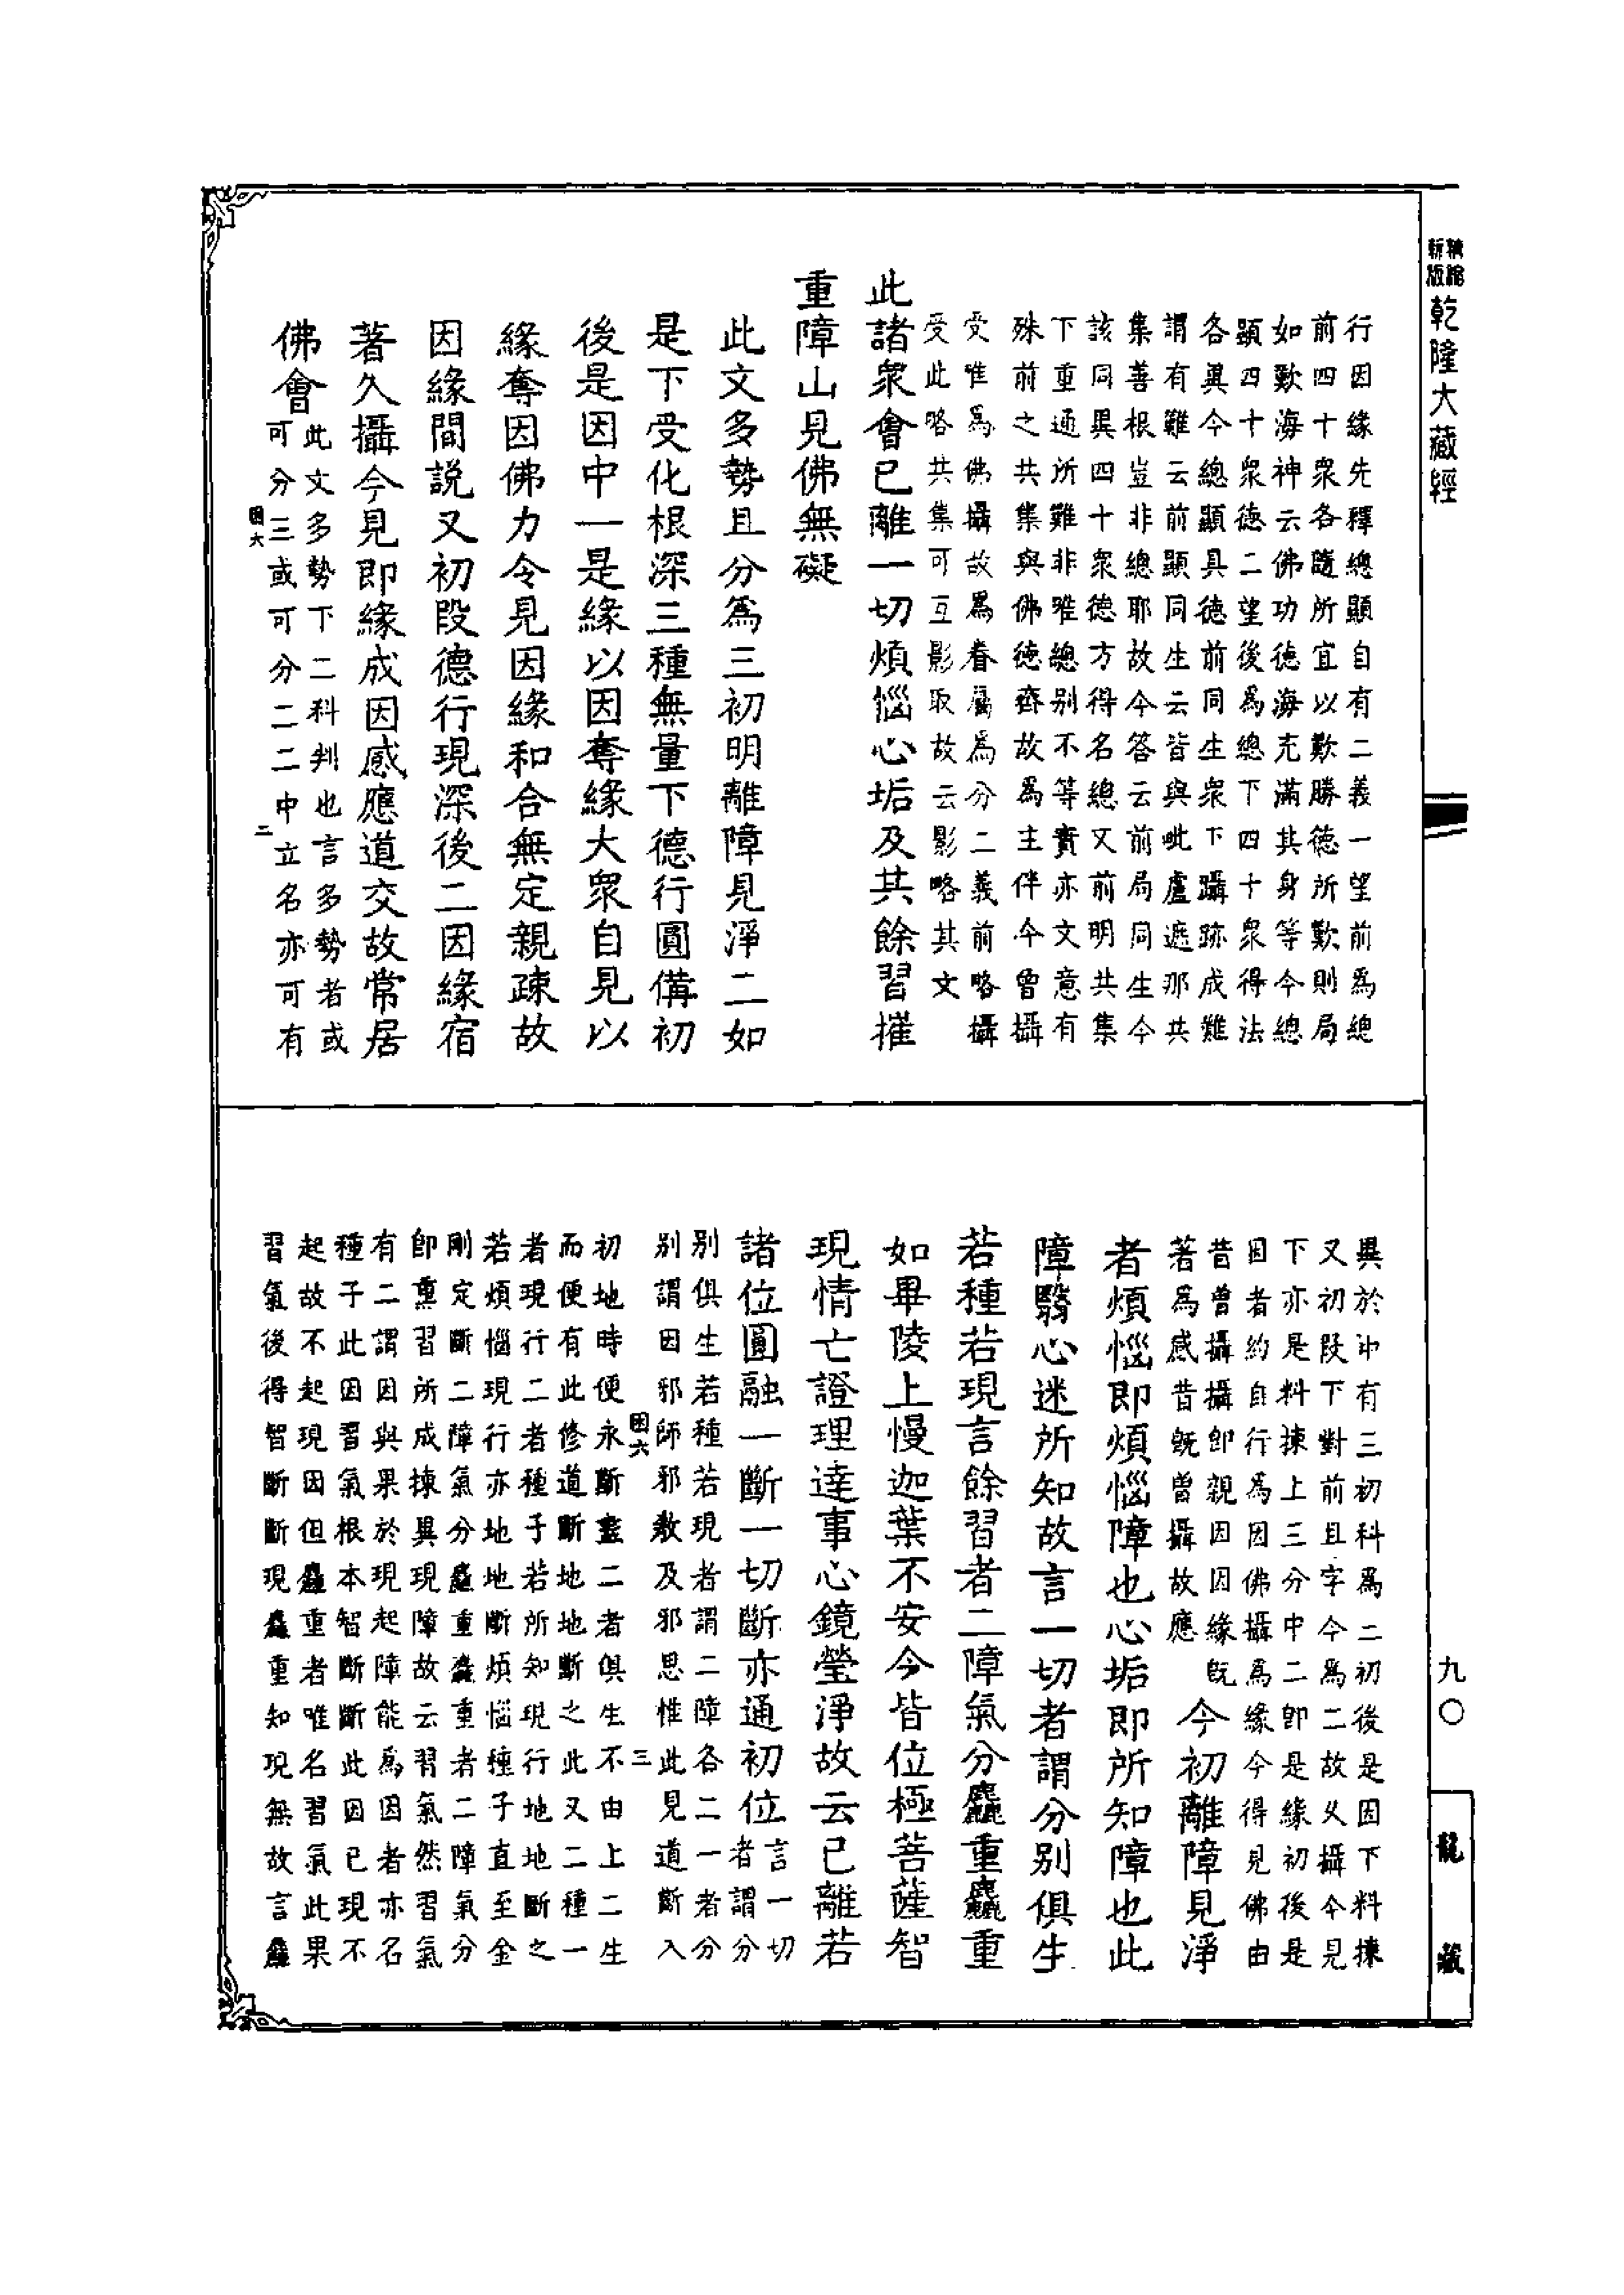 精縮
新版
乾隆大藏經
行因緣先釋總顯自有二義一望前爲總
前四十衆各隨所宜以歎勝德所歎則局
如歎海神云佛功德海充滿其身等今總
顯四十衆德二望後爲總下四十衆得法
各異今總顯具德前同生衆下躡跡成難
謂有難云前顯同生云皆與毗盧遮那共
集善根豈非總耶故今答云前局同生今
該同異四十衆德方得名總又前明共集
下重通所難非唯總別不等實亦文意有
殊前之共集與佛德齊故爲主伴今曾攝
受唯爲佛攝故爲眷屬爲分二義前略攝
受此略共集可互影取故云影略其文
此諸衆會已離一切煩惱心垢及其餘習摧
重障山見佛無礙
此文多勢且分爲三初明離障見淨二如
是下受化根深三種無量下德行圓備初
後是因中一是緣以因奪緣大衆自見以
緣奪因佛力令見因緣和合無定親疎故
因緣間説又初段德行現深後二因緣宿
著久攝今見即緣成因感應道交故常居
佛會
此文多勢下二科判也言多勢者或
可分三或可分二二中立名亦可有
因六
二
異於中有三初科爲二初後是因下料揀
又初段下對前且字今爲二故以攝今見
下亦是料揀上三分中二即是緣初後是
因者約自行爲因佛攝爲緣今得見佛由
昔曾攝攝即親因因緣既
著爲感昔既曾攝故應
今初離障見淨
者煩惱即煩惱障也心垢即所知障也此
障翳心迷所知故言一切者謂分別俱生
若種若現言餘習者二障氣分麤重麤重
如畢陵上慢迦葉不安今皆位極菩薩智
現情亡證理達事心鏡瑩淨故云已離若
諸位圓融一斷一切斷亦通初位
言一切
者謂分
別俱生若種若現者謂二障各二一者分
別謂因邪師邪教及邪思惟此見道斷入
因六
三
初地時便永斷盡二者俱生不由上二生
而便有此修道斷地地斷之此又二種一
者現行二者種子若所知現行地地斷之
若煩惱現行亦地地斷煩惱種子直至金
剛定斷二障氣分麤重麤重者二障氣分
即熏習所成揀異現障故云習氣然習氣
有二謂因與果於現起障能爲因者亦名
種子此因習氣根本智斷斷此因已現不
起故不起現因但麤重者唯名習氣此果
習氣後得智斷斷現麤重知現無故言麤
九〇
龍藏